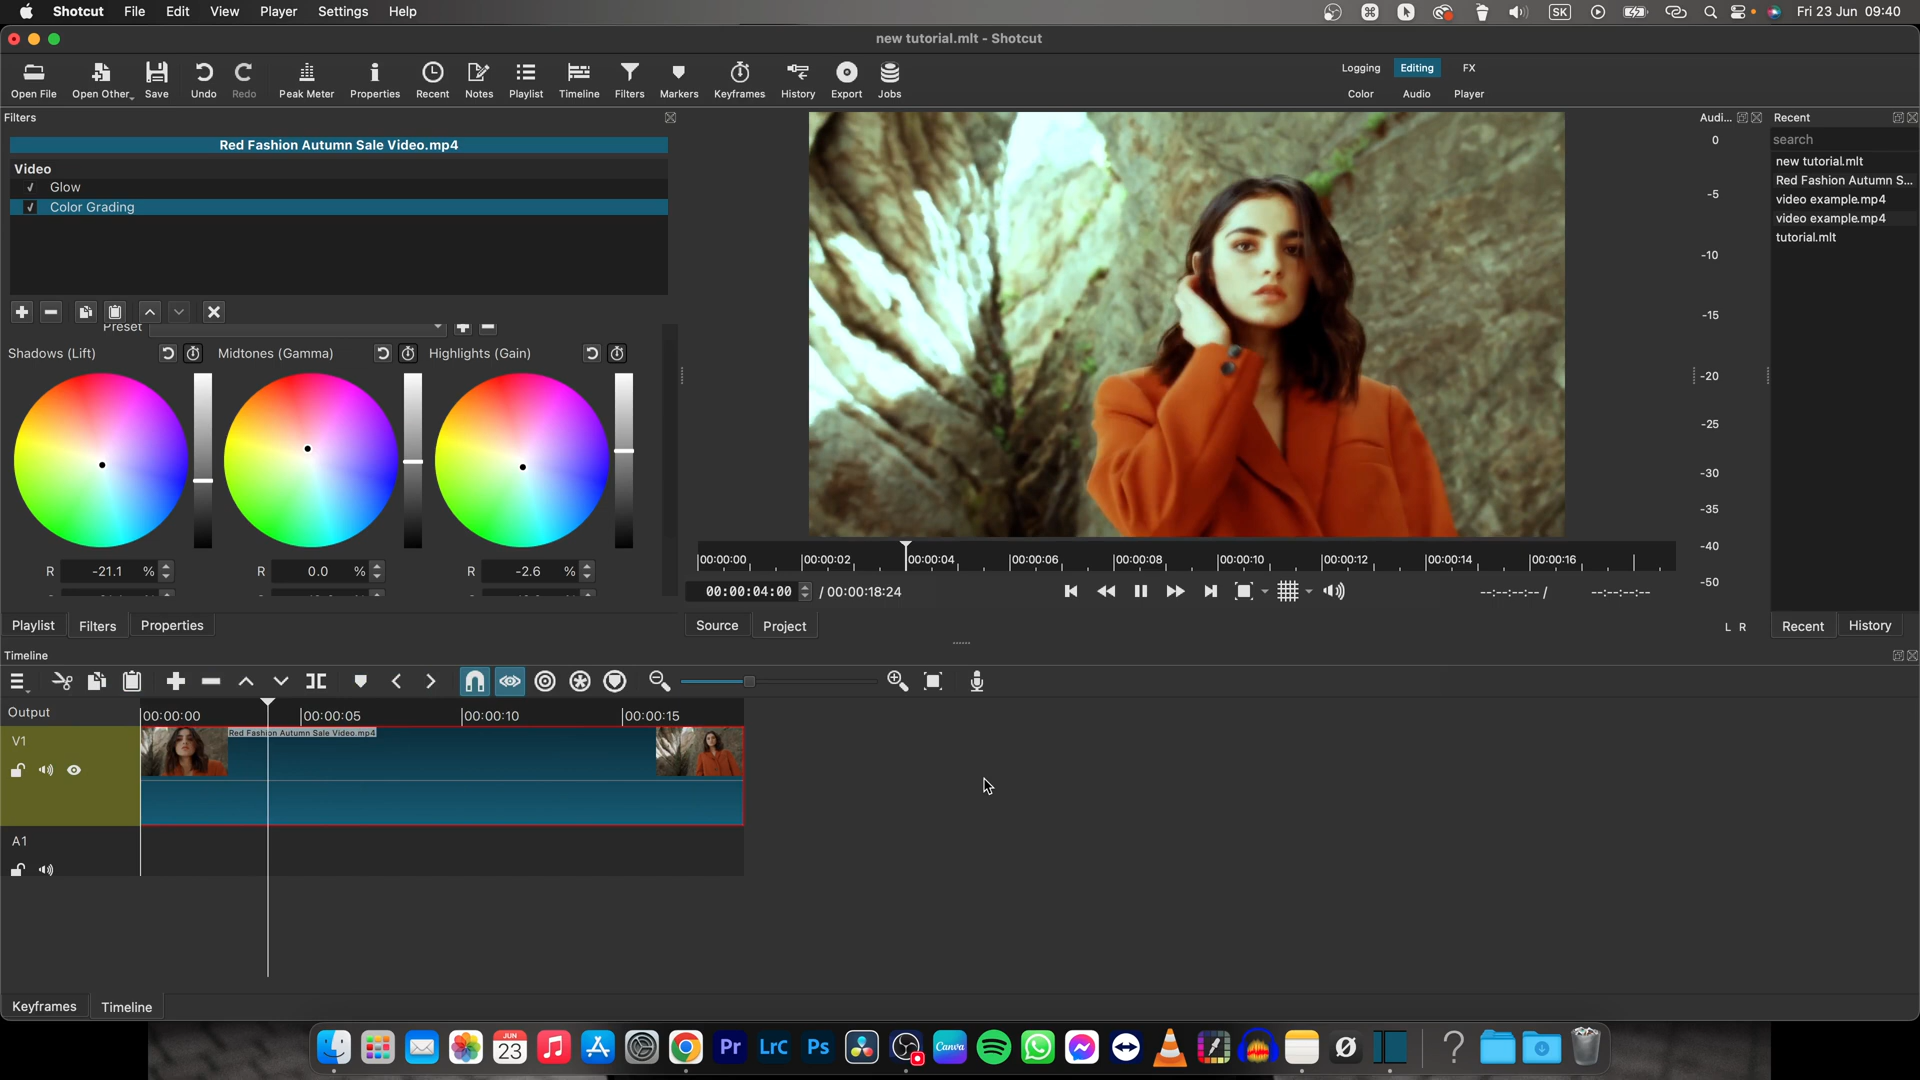 Shotcut File Edit View Player Settings Help SK Fri 23 Jun 09:40
new tutorial.mlt - Shotcut
Open File Open Other Save Undo Redo Peak Meter Properties Recent Notes Playlist Timeline Filters Markers Keyframes History Export Jobs
Logging Editing FX
Color Audio Player
Filters
Red Fashion Autumn Sale Video.mp4
Video
Glow
Color Grading
Preset
Shadows (Lift) Midtones (Gamma) Highlights (Gain)
R -21.1 % R 0.0 % R -2.6 %
Playlist Filters Properties
00:00:00 00:00:02 00:00:04 00:00:06 00:00:08 00:00:10 00:00:12 00:00:14 00:00:16
00:00:04:00 / 00:00:18:24 --:--:--:-- / --:--:--:--
Source Project
Audi...
0
-5
-10
-15
-20
-25
-30
-35
-40
-50
L R
Recent
search
new tutorial.mlt
Red Fashion Autumn S...
video example.mp4
video example.mp4
tutorial.mlt
Recent History
Timeline
Output 00:00:00 00:00:05 00:00:10 00:00:15
V1 Red Fashion Autumn Sale Video.mp4
A1
Keyframes Timeline
JUN
23
Pr LrC Ps Canva